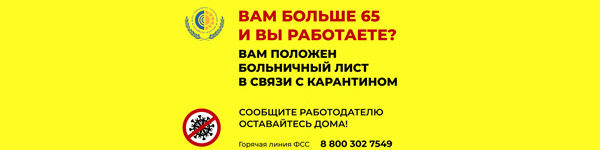 ВАМ БОЛЬШЕ 65
И ВЫ РАБОТАЕТЕ?
ВАМ ПОЛОЖЕН
БОЛЬНИЧНЫЙ ЛИСТ
В СВЯЗИ С КАРАНТИНОМ
СООБЩИТЕ РАБОТОДАТЕЛЮ
ОСТАВАЙТЕСЬ ДОМА!
Горячая линия ФСС 8 800 302 7549